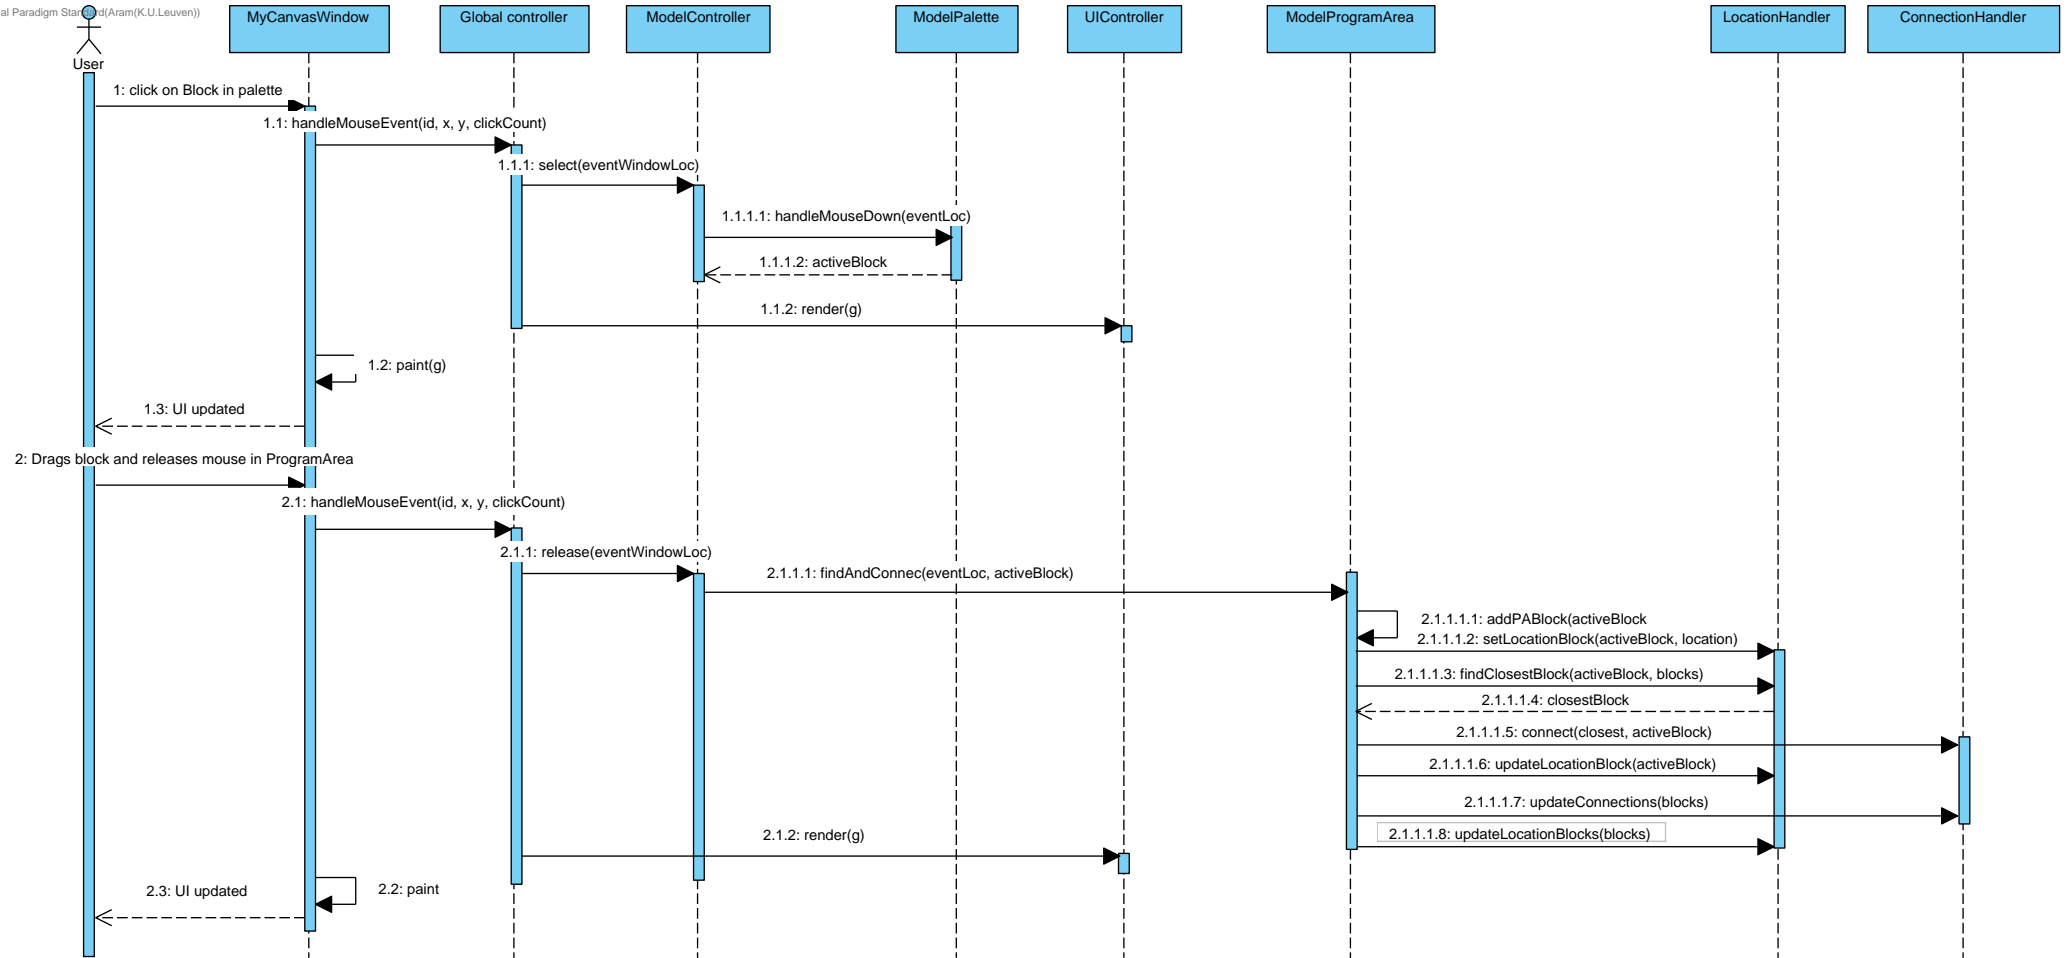 al Paradigm Standard(Aram(K.U.Leuven))
User
MyCanvasWindow
Global controller
ModelController
ModelPalette
UIController
ModelProgramArea
LocationHandler
ConnectionHandler
1: click on Block in palette
1.1: handleMouseEvent(id, x, y, clickCount)
1.1.1: select(eventWindowLoc)
1.1.1.1: handleMouseDown(eventLoc)
1.1.1.2: activeBlock
1.1.2: render(g)
1.2: paint(g)
1.3: UI updated
2: Drags block and releases mouse in ProgramArea
2.1: handleMouseEvent(id, x, y, clickCount)
2.1.1: release(eventWindowLoc)
2.1.1.1: findAndConnec(eventLoc, activeBlock)
2.1.1.1.1: addPABlock(activeBlock
2.1.1.1.2: setLocationBlock(activeBlock, location)
2.1.1.1.3: findClosestBlock(activeBlock, blocks)
2.1.1.1.4: closestBlock
2.1.1.1.5: connect(closest, activeBlock)
2.1.1.1.6: updateLocationBlock(activeBlock)
2.1.1.1.7: updateConnections(blocks)
2.1.1.1.8: updateLocationBlocks(blocks)
2.1.2: render(g)
2.2: paint
2.3: UI updated